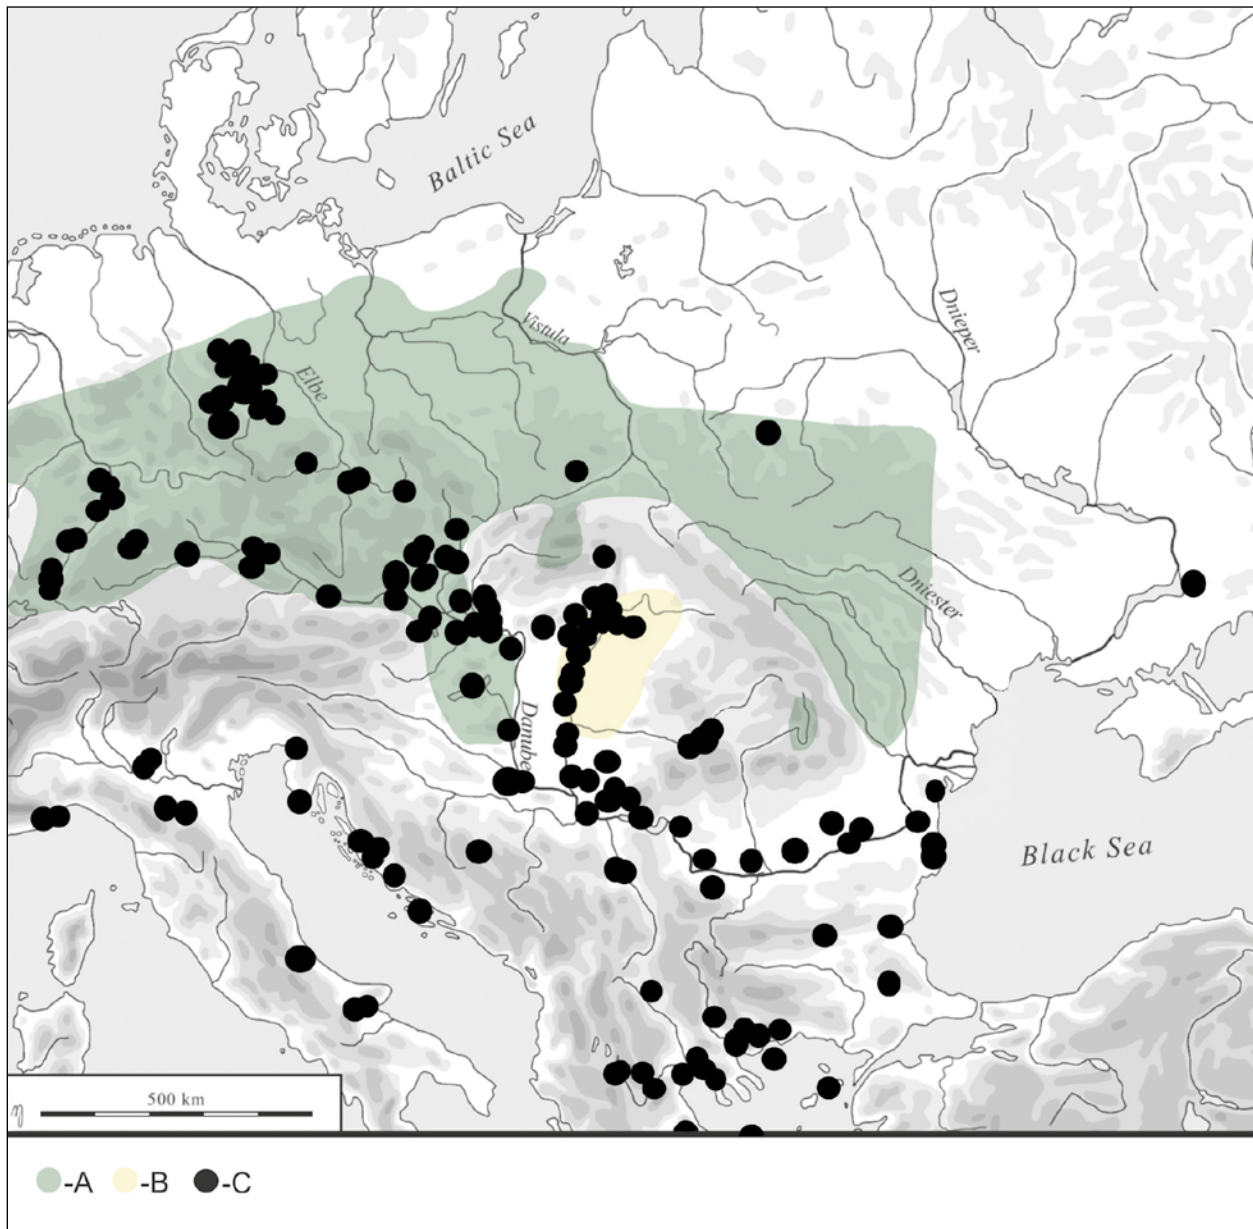 Baltic Sea
Vistula
Elbe
Dnieper
Dniester
Danube
Black Sea
500 km
-A -B -C